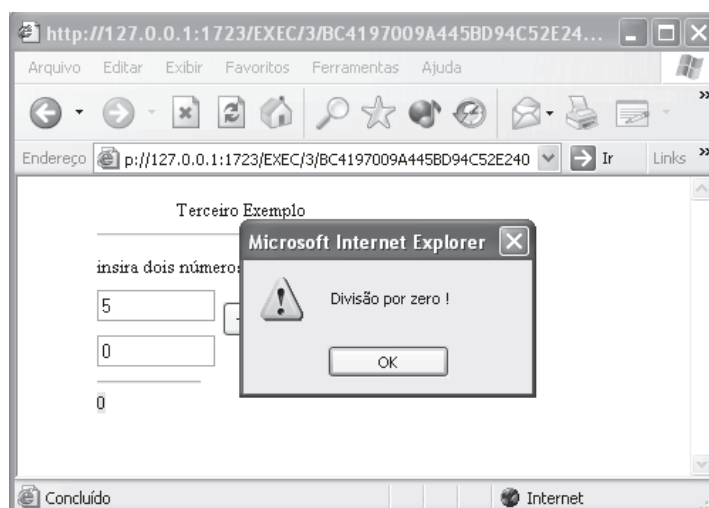 http://127.0.0.1:1723/EXEC/3/BC4197009A445BD94C52E24...
Arquivo Editar Exibir Favoritos Ferramentas Ajuda
»
Endereço p://127.0.0.1:1723/EXEC/3/BC4197009A445BD94C52E240 Ir Links »
Terceiro Exemplo
insira dois número
Microsoft Internet Explorer
5
Divisão por zero !
0
OK
0
Concluído Internet